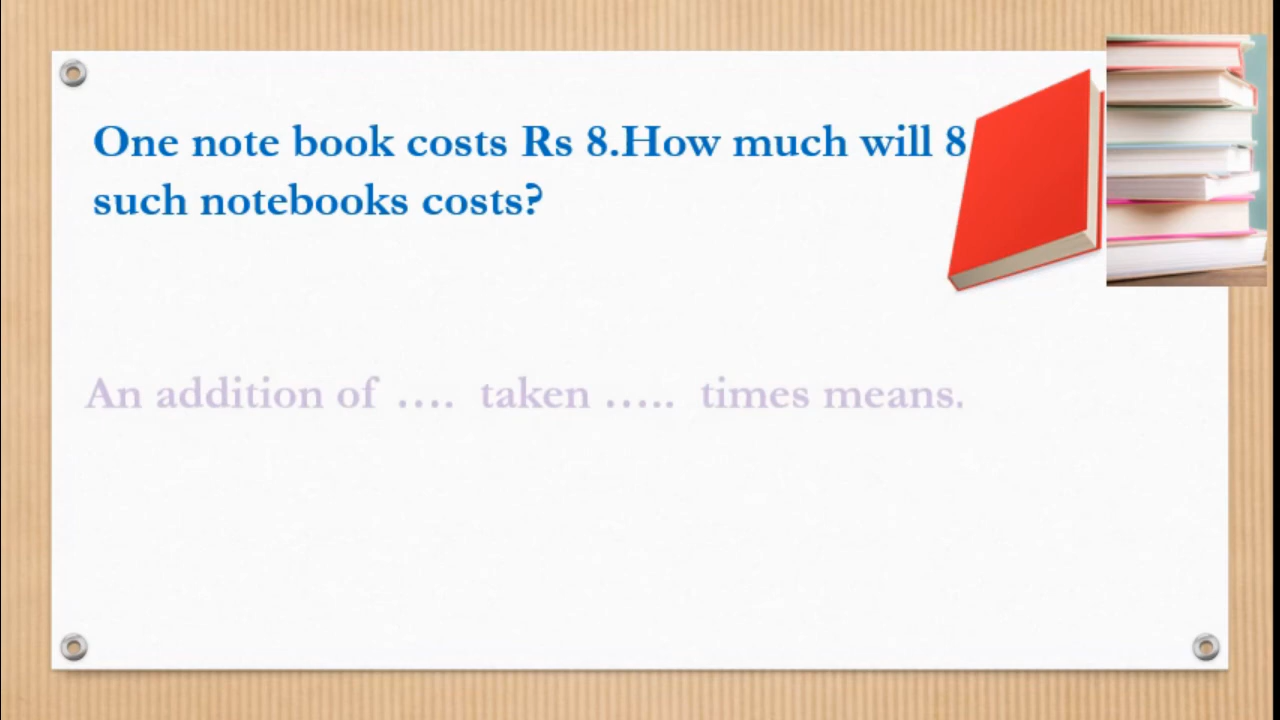 One note book costs Rs 8.How much will 8
such notebooks costs?
An addition of …. taken ….. times means.